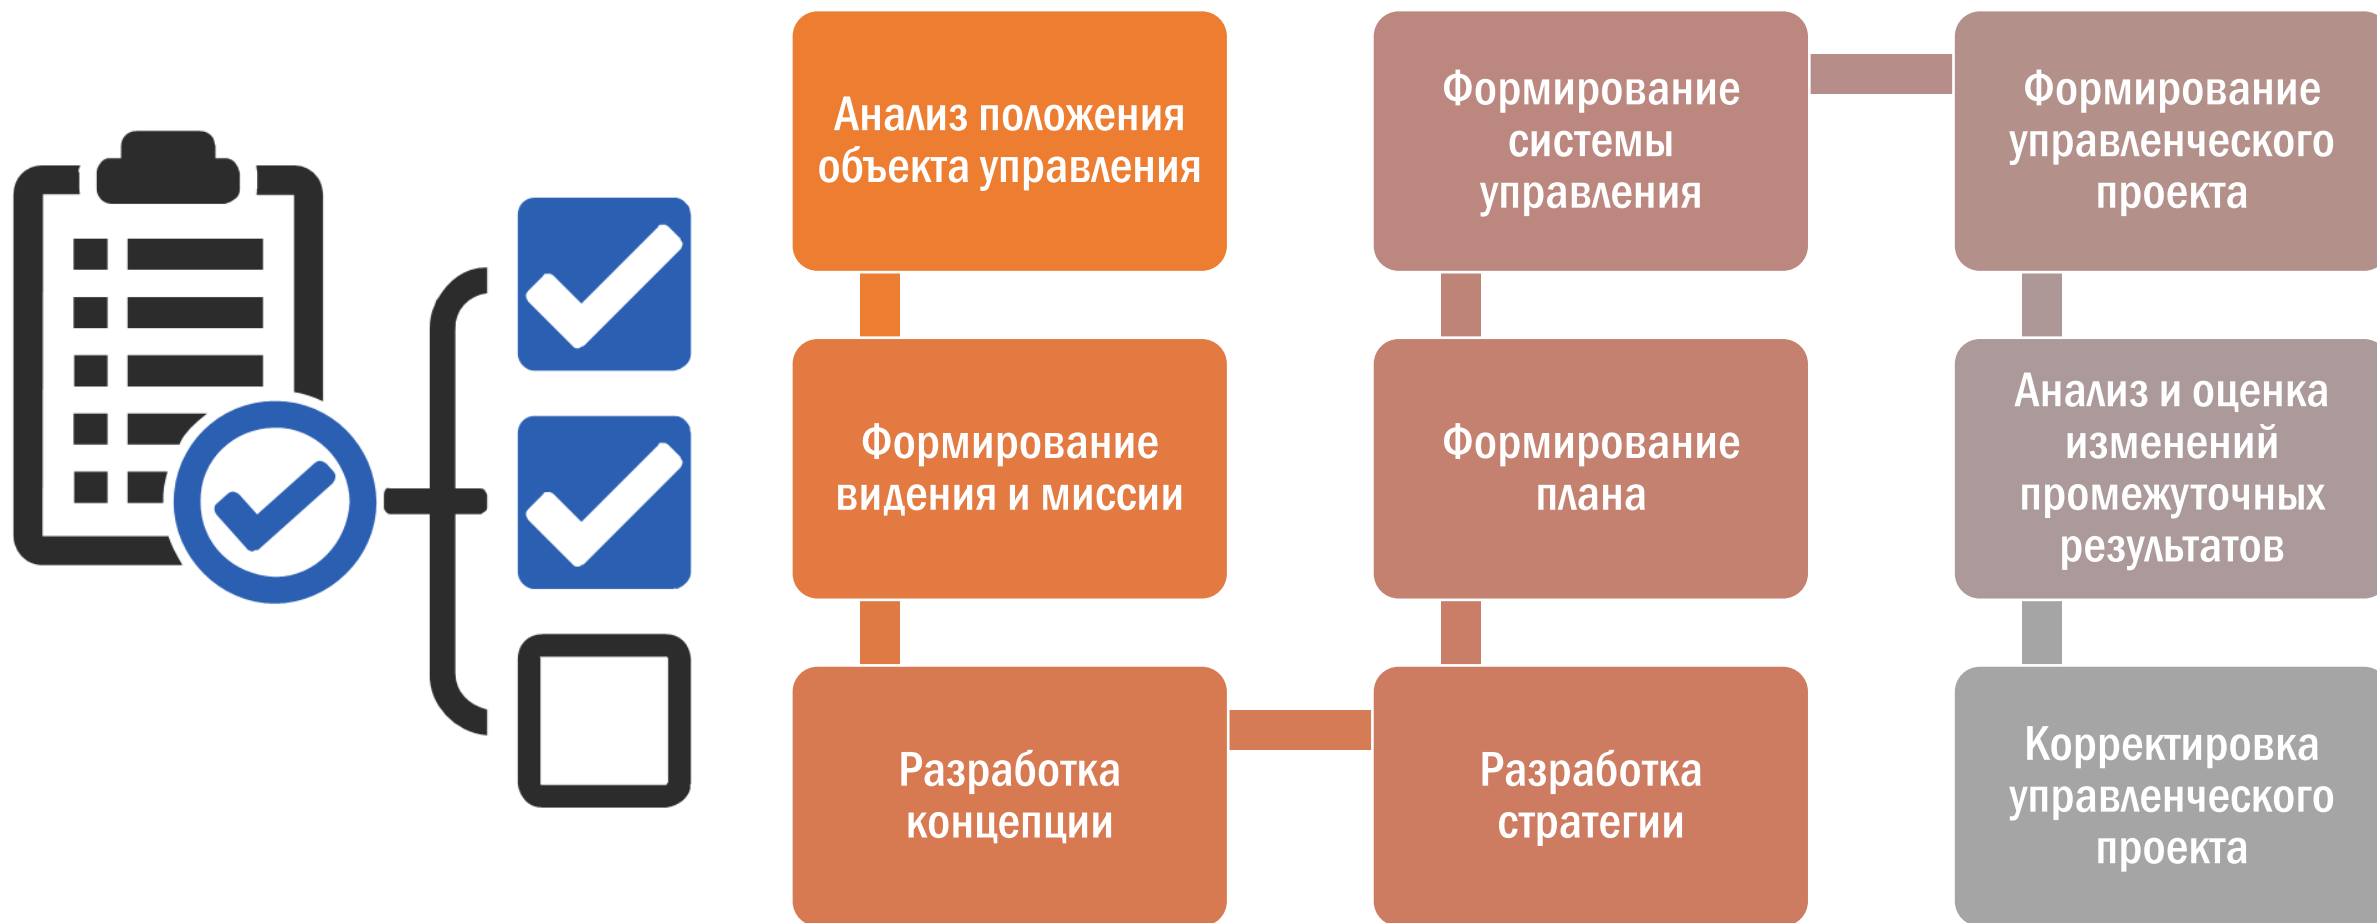 Анализ положения
объекта управления
Формирование
видения и миссии
Разработка
концепции
Разработка
стратегии
Формирование
плана
Формирование
системы
управления
Формирование
управленческого
проекта
Анализ и оценка
изменений
промежуточных
результатов
Корректировка
управленческого
проекта